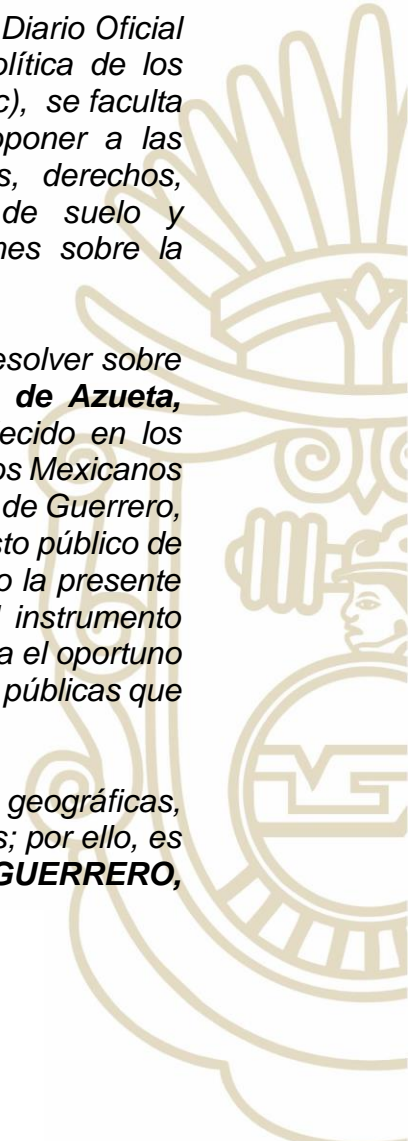 Diario Oficial
olítica de los
c), se faculta
oponer a las
s, derechos,
de suelo y
nes sobre la
esolver sobre
de Azueta,
ecido en los
os Mexicanos
de Guerrero,
sto público de
o la presente
l instrumento
a el oportuno
públicas que
geográficas,
s; por ello, es
GUERRERO,